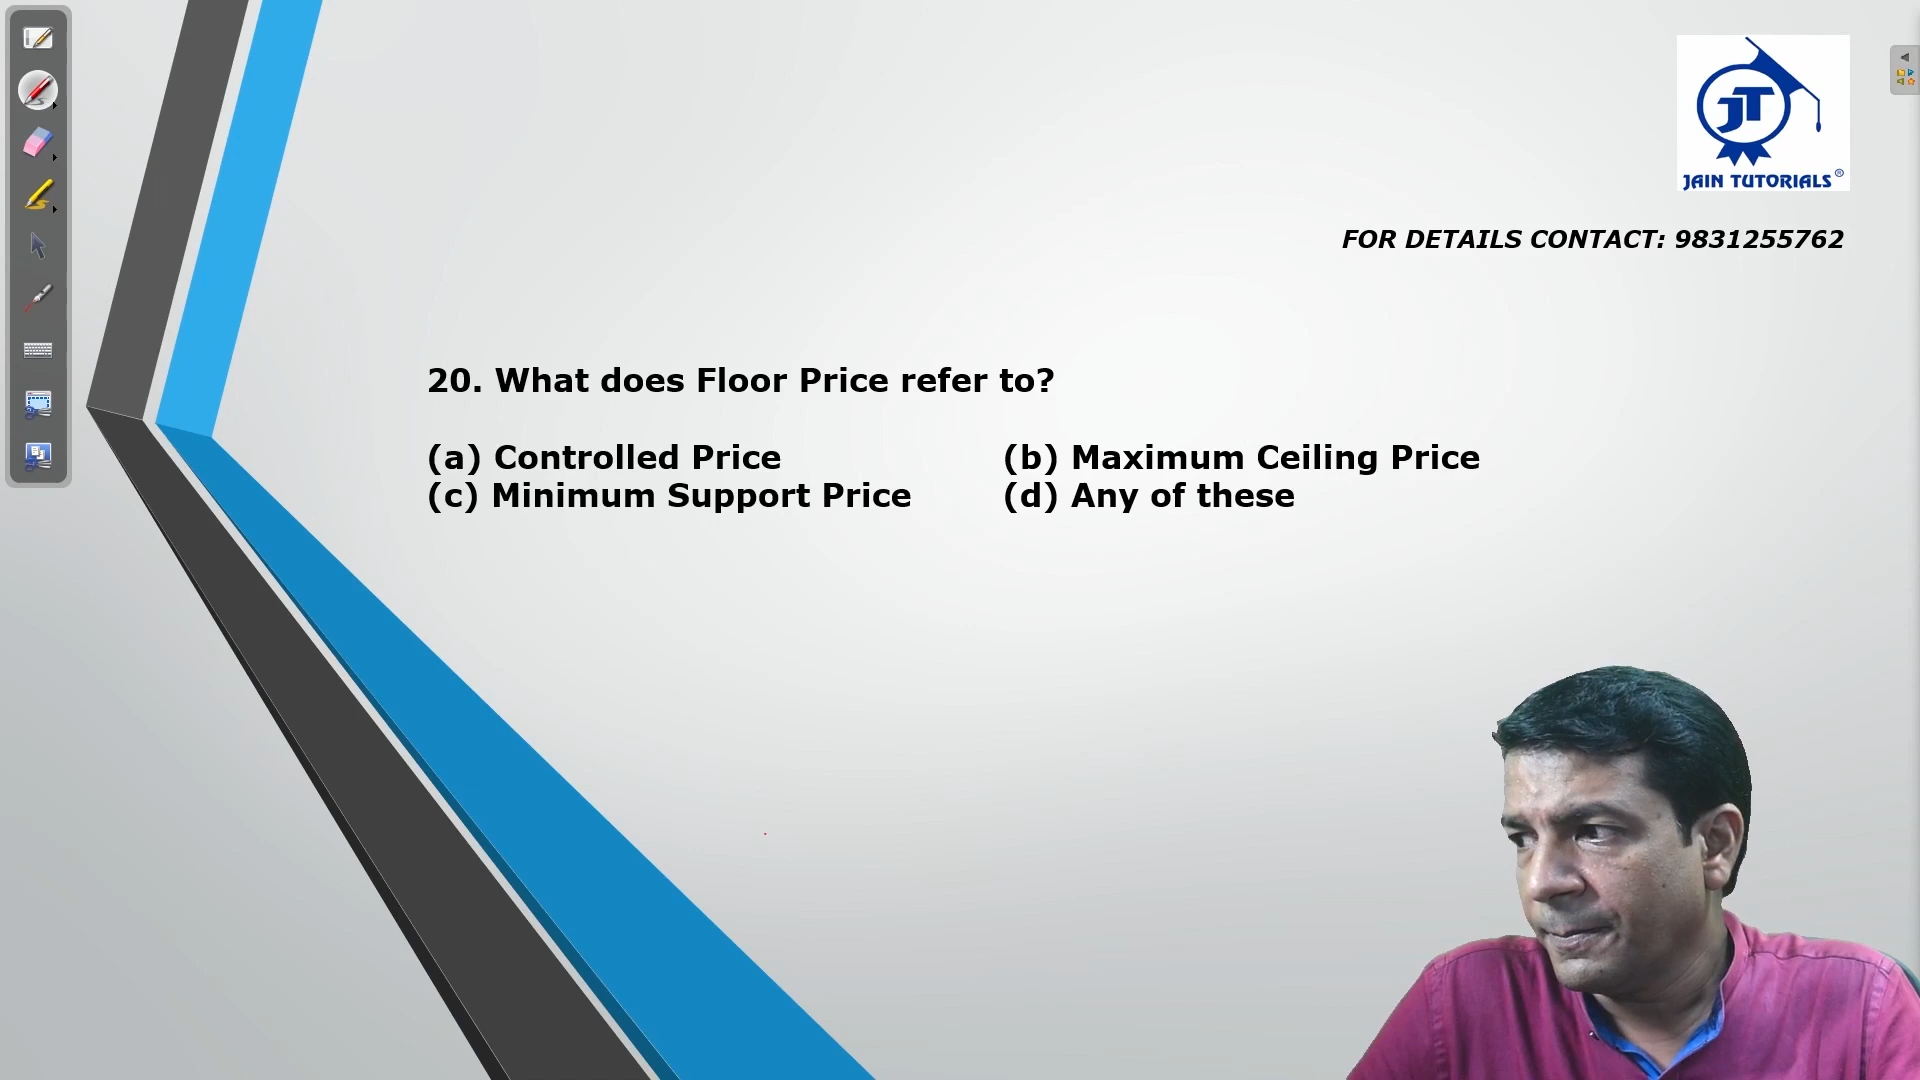 JT
JAIN TUTORIALS®
FOR DETAILS CONTACT: 9831255762
20. What does Floor Price refer to?
(a) Controlled Price (b) Maximum Ceiling Price
(c) Minimum Support Price (d) Any of these